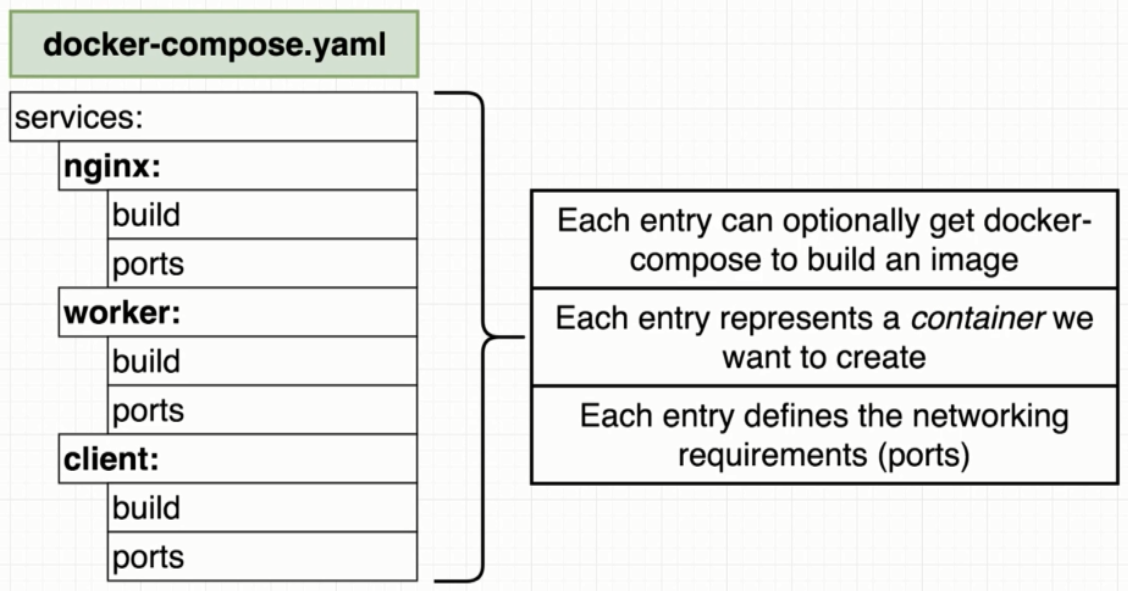 docker-compose.yaml
services:
nginx:
build
ports
worker:
build
ports
client:
build
ports
Each entry can optionally get docker-
compose to build an image
Each entry represents a container we
want to create
Each entry defines the networking
requirements (ports)